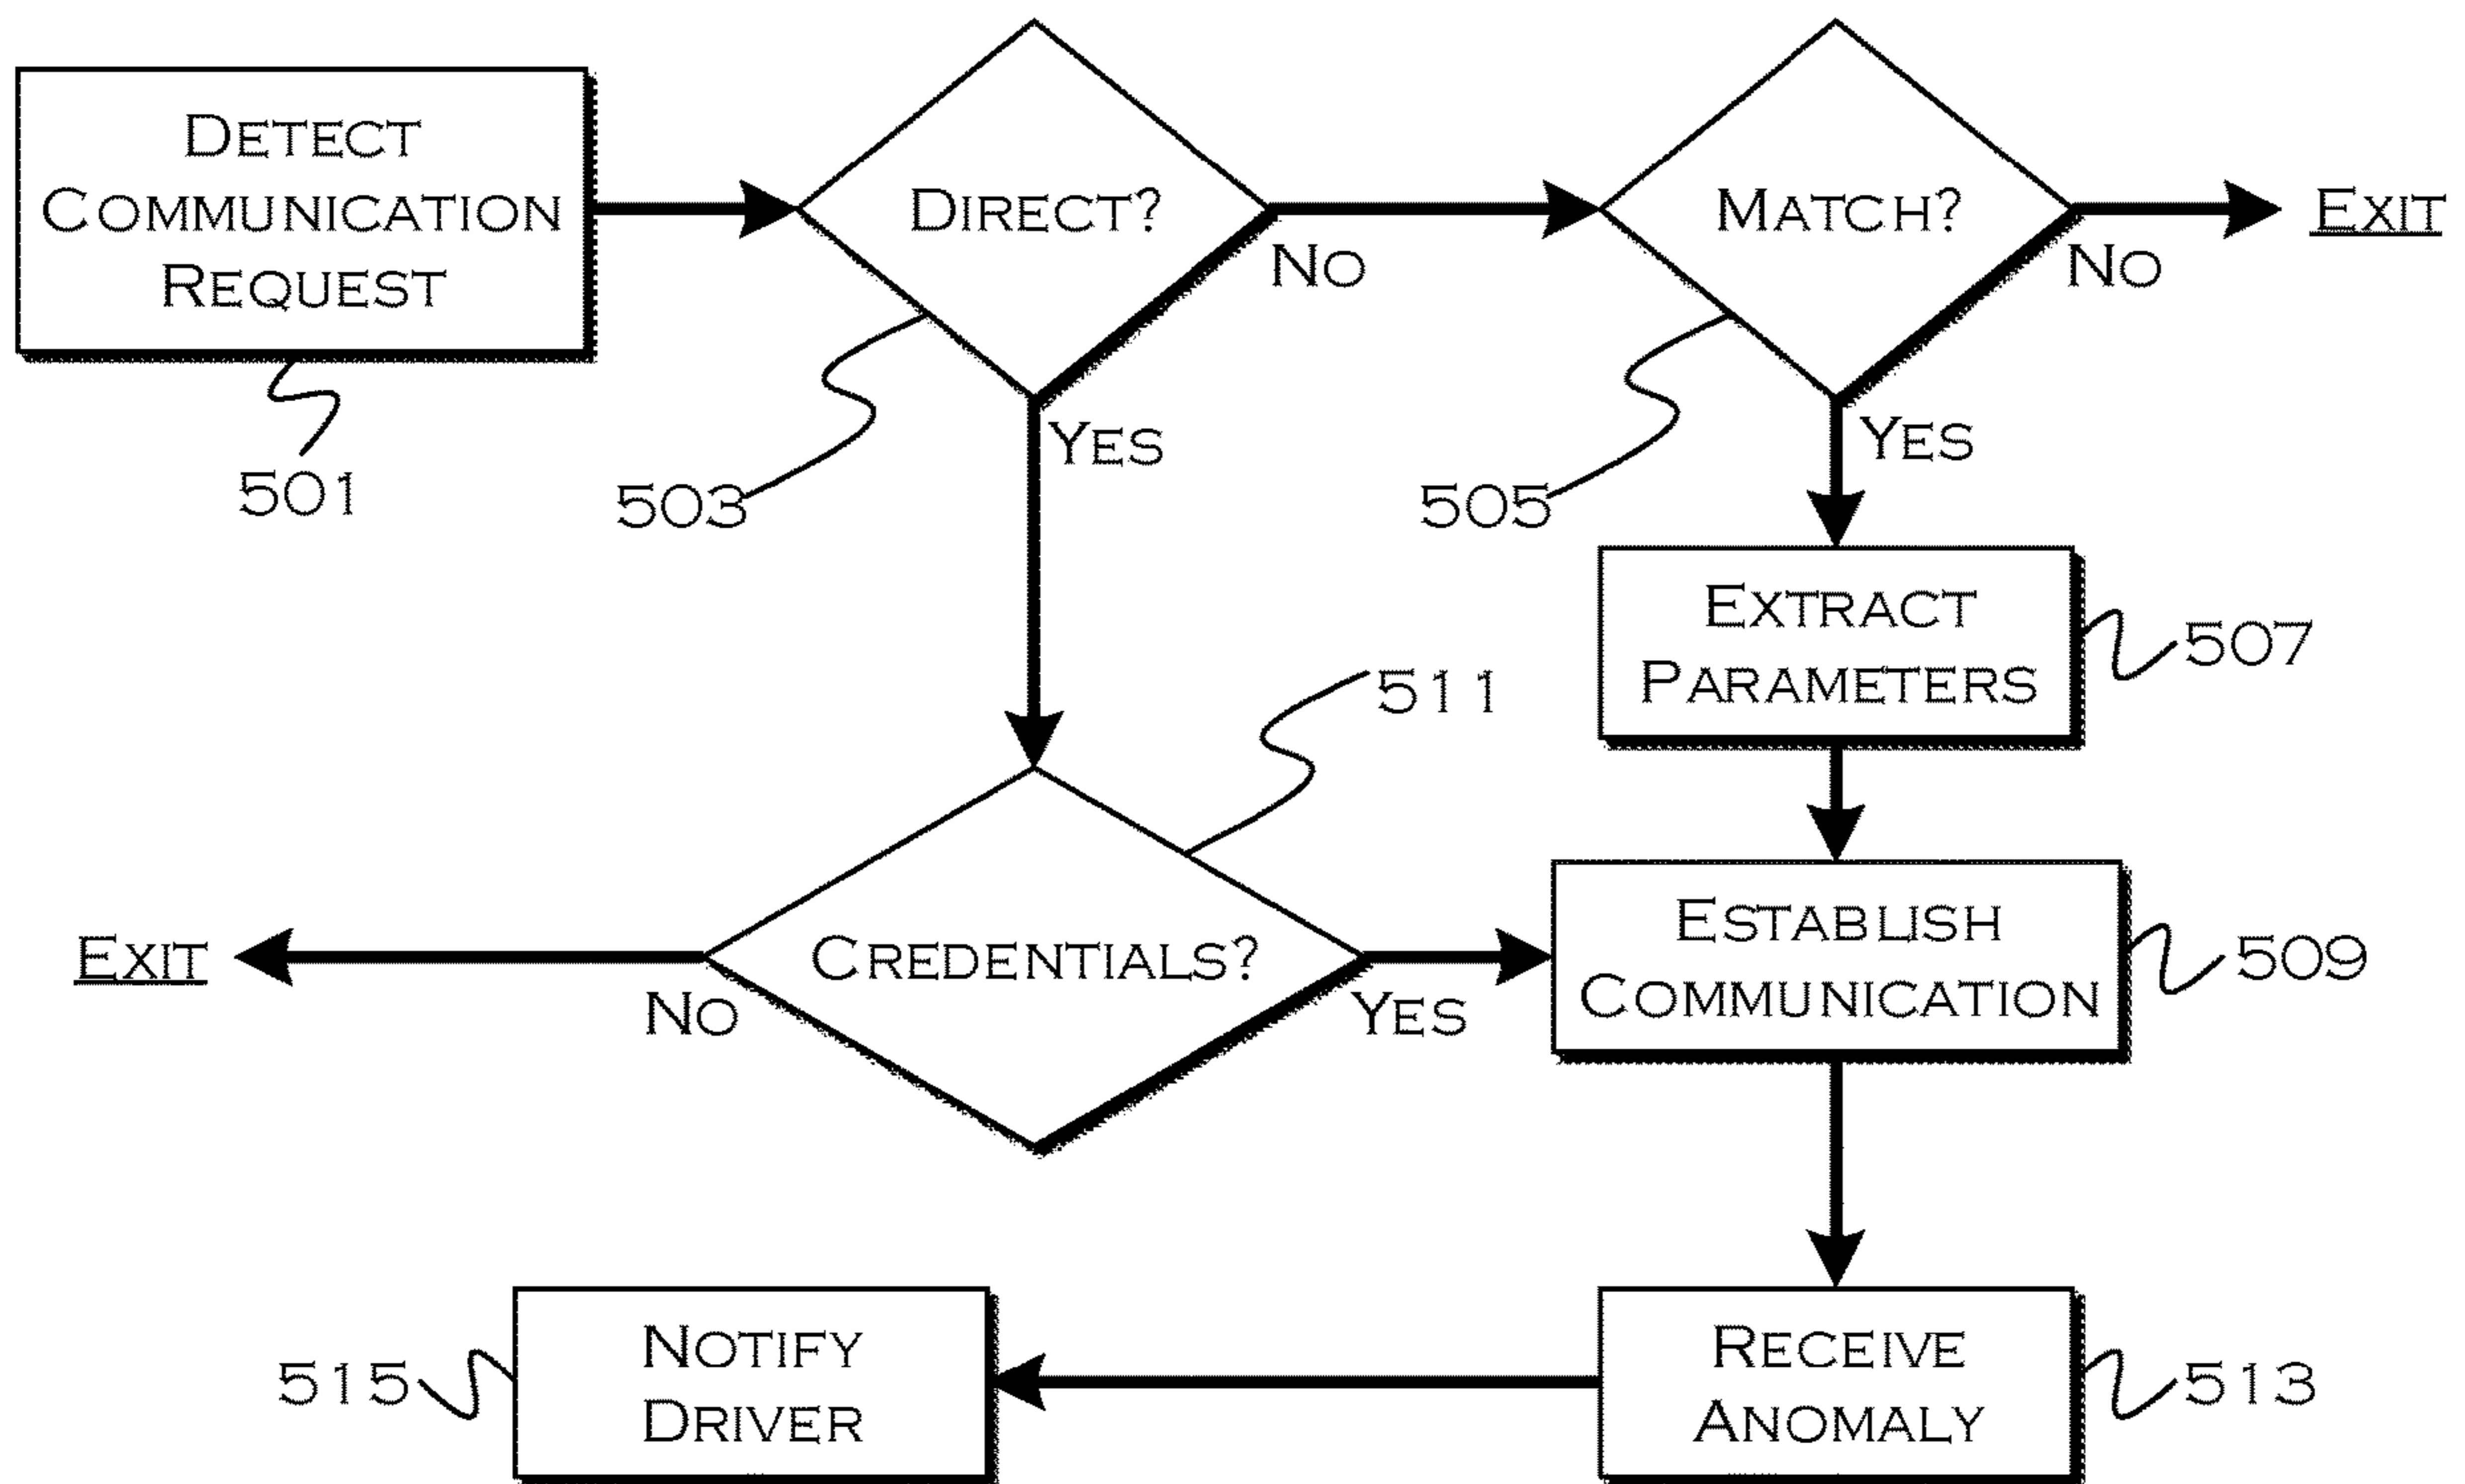 DETECT
COMMUNICATION
REQUEST
501
DIRECT?
NO
YES
503
MATCH?
NO
EXIT
YES
505
EXTRACT
PARAMETERS
507
511
CREDENTIALS?
NO
EXIT
YES
ESTABLISH
COMMUNICATION
509
RECEIVE
ANOMALY
513
NOTIFY
DRIVER
515